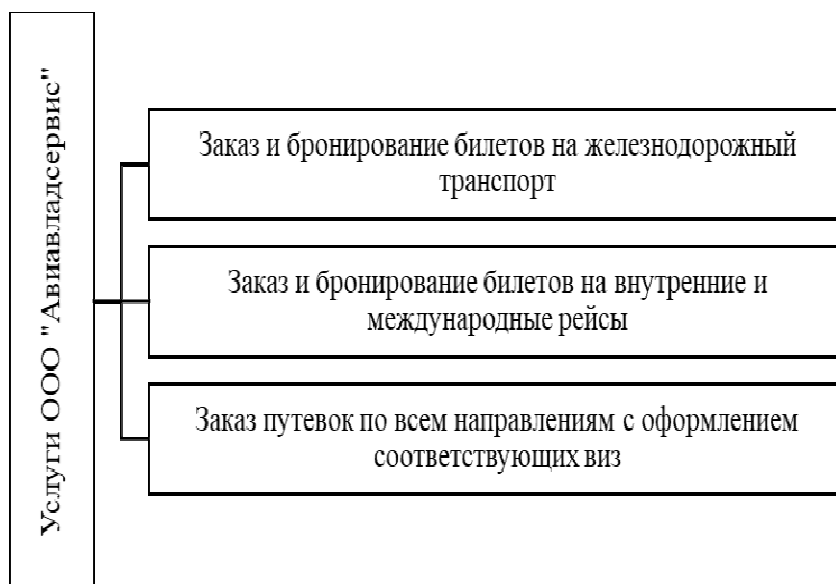 Услуги ООО "Авиавладсервис"
Заказ и бронирование билетов на железнодорожный
транспорт
Заказ и бронирование билетов на внутренние и
международные рейсы
Заказ путевок по всем направлениям с оформлением
соответствующих виз